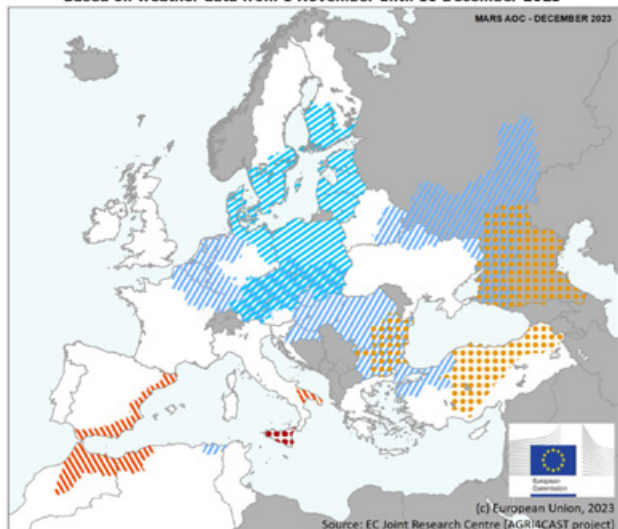 based on weather data from 1 November until 16 December 2023
MARS AOC - DECEMBER 2023
European
Commission
(c) European Union, 2023
Source: EC Joint Research Centre (AGRI4CAST project)